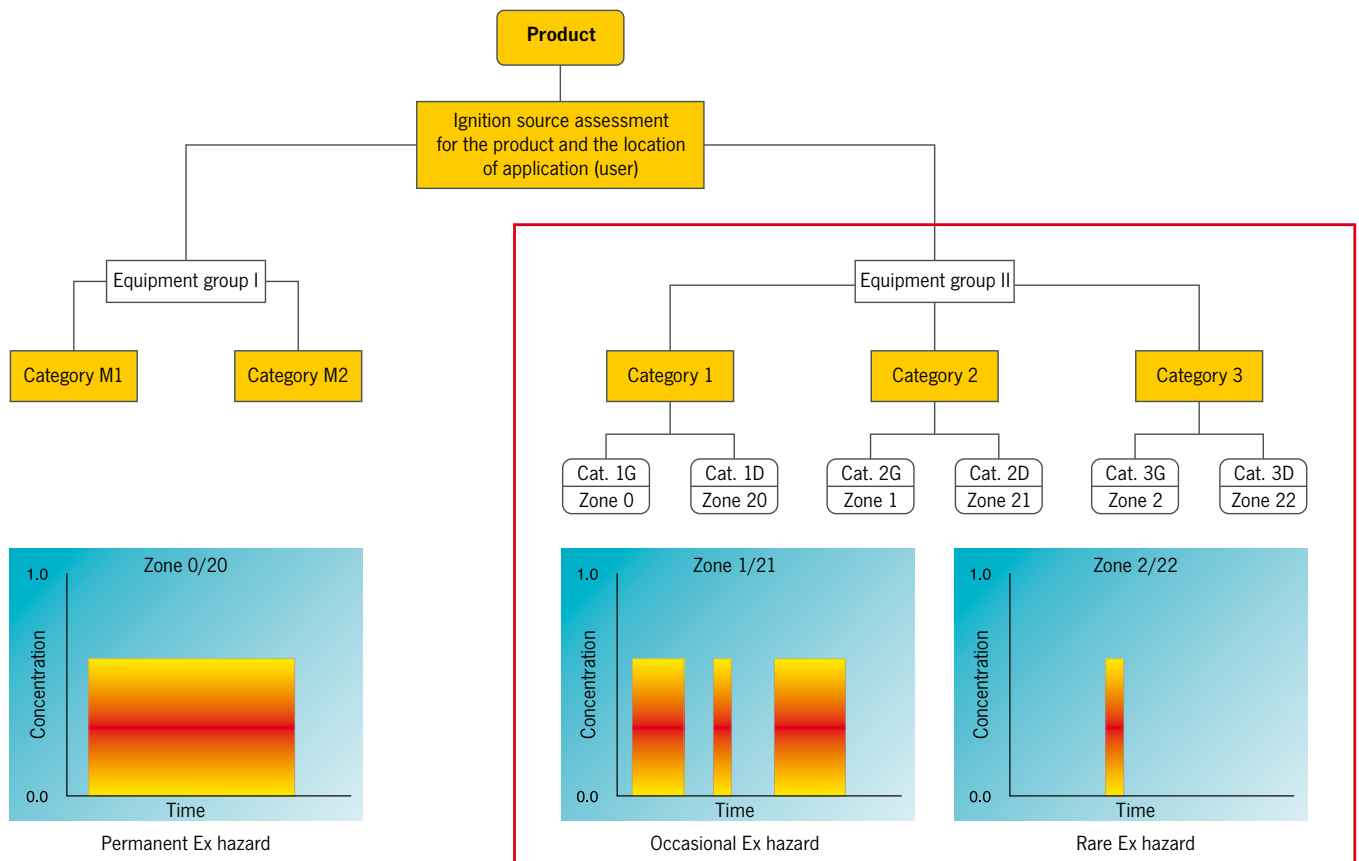 Product
Ignition source assessment
for the product and the location
of application (user)
Equipment group I
Equipment group II
Category M1
Category M2
Category 1
Category 2
Category 3
Cat. 1G
Zone 0
Cat. 1D
Zone 20
Cat. 2G
Zone 1
Cat. 2D
Zone 21
Cat. 3G
Zone 2
Cat. 3D
Zone 22
Zone 0/20
1.0
Concentration
0.0
Time
Permanent Ex hazard
Zone 1/21
1.0
Concentration
0.0
Time
Occasional Ex hazard
Zone 2/22
1.0
Concentration
0.0
Time
Rare Ex hazard